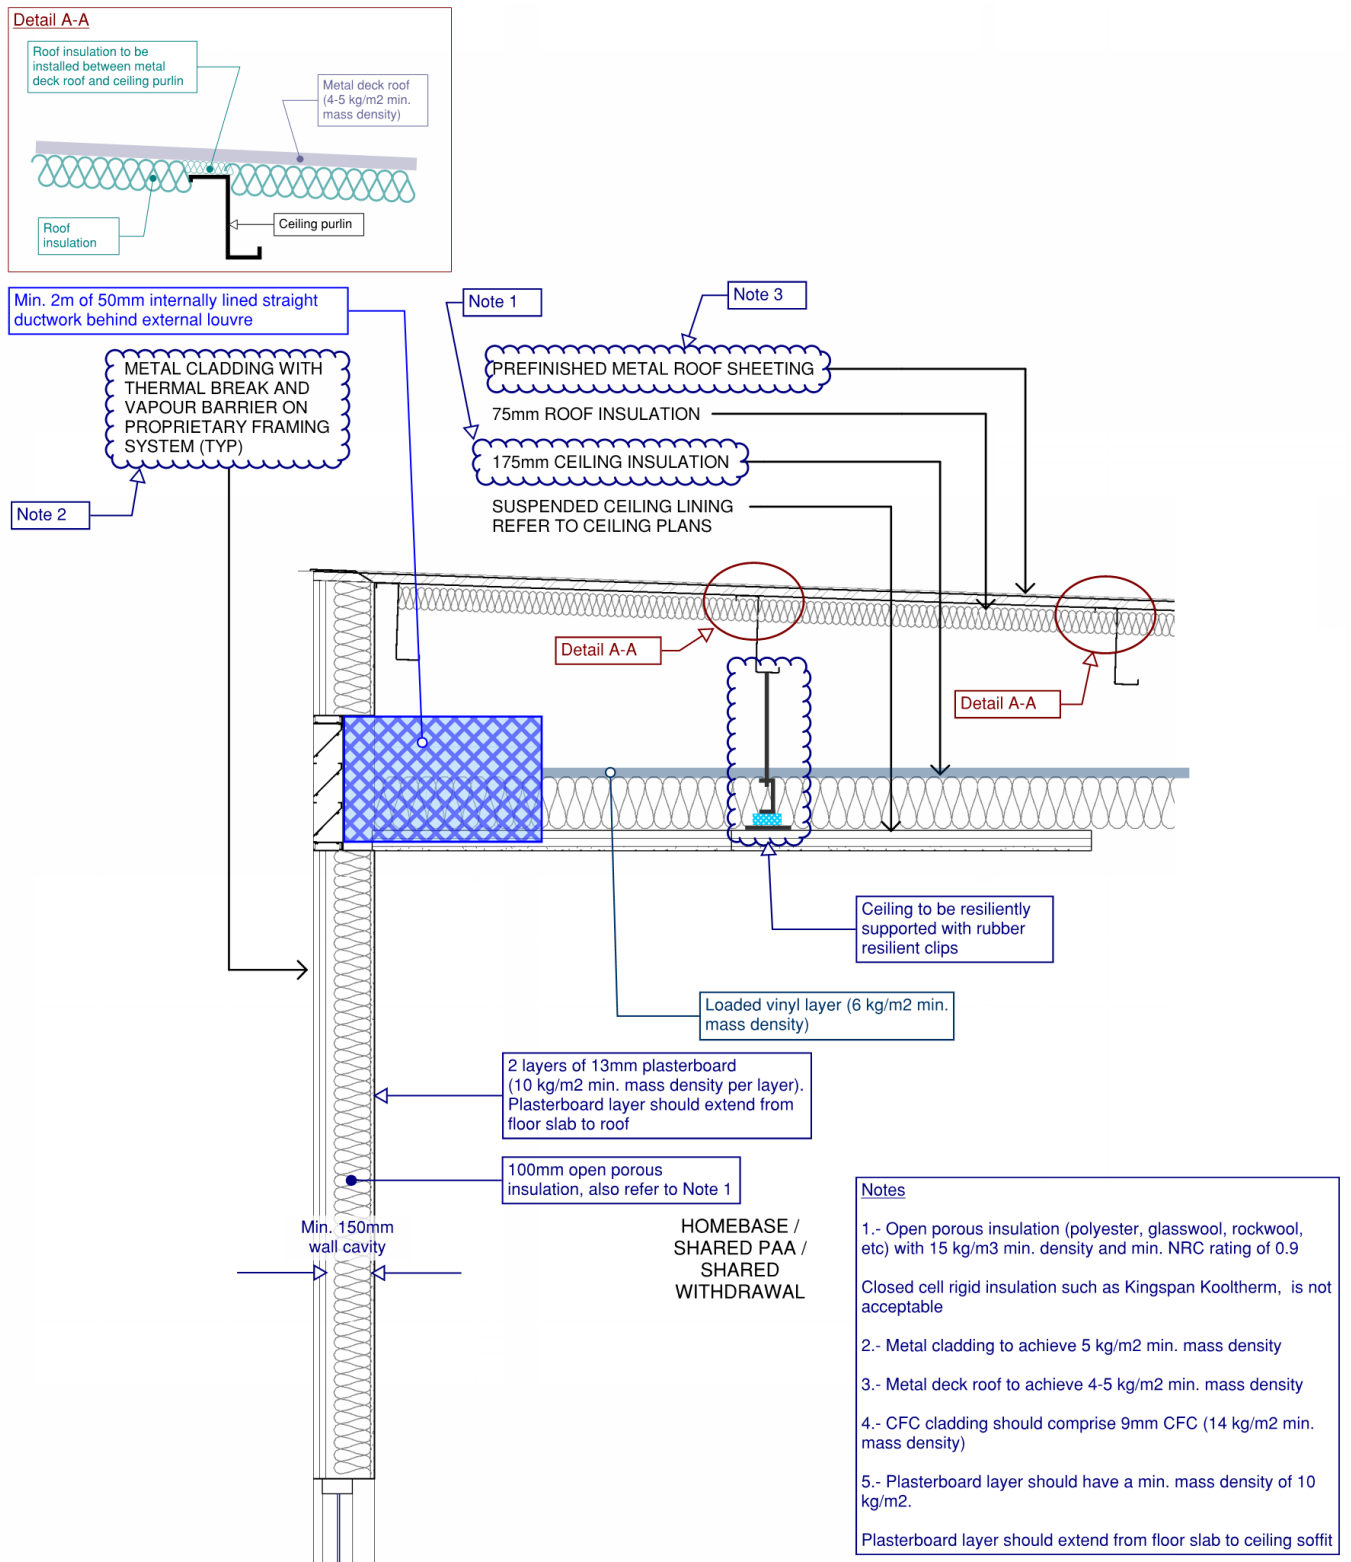 Detail A-A
Roof insulation to be
installed between metal
deck roof and ceiling purlin
Metal deck roof
(4-5 kg/m2 min.
mass density)
Roof
insulation
Ceiling purlin
Min. 2m of 50mm internally lined straight
ductwork behind external louvre
Note 1
Note 3
METAL CLADDING WITH
THERMAL BREAK AND
VAPOUR BARRIER ON
PROPRIETARY FRAMING
SYSTEM (TYP)
PREFINISHED METAL ROOF SHEETING
75mm ROOF INSULATION
175mm CEILING INSULATION
SUSPENDED CEILING LINING
REFER TO CEILING PLANS
Note 2
Detail A-A
Detail A-A
Ceiling to be resiliently
supported with rubber
resilient clips
Loaded vinyl layer (6 kg/m2 min.
mass density)
2 layers of 13mm plasterboard
(10 kg/m2 min. mass density per layer).
Plasterboard layer should extend from
floor slab to roof
100mm open porous
insulation, also refer to Note 1
Min. 150mm
wall cavity
HOMEBASE /
SHARED PAA /
SHARED
WITHDRAWAL
Notes
1.- Open porous insulation (polyester, glasswool, rockwool,
etc) with 15 kg/m3 min. density and min. NRC rating of 0.9
Closed cell rigid insulation such as Kingspan Kooltherm,  is not
acceptable
2.- Metal cladding to achieve 5 kg/m2 min. mass density
3.- Metal deck roof to achieve 4-5 kg/m2 min. mass density
4.- CFC cladding should comprise 9mm CFC (14 kg/m2 min.
mass density)
5.- Plasterboard layer should have a min. mass density of 10
kg/m2.
Plasterboard layer should extend from floor slab to ceiling soffit